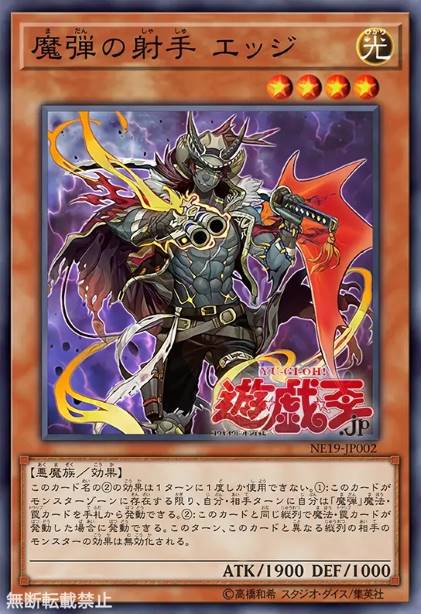 魔弾の射手 エッジ
光
YU-GI-OH!
遊戯王.jp
NE19-JP002
【悪魔族／効果】
このカード名の②の効果は1ターンに1度しか使用できない。①：このカードが
モンスターゾーンに存在する限り、自分・相手ターンに自分は「魔弾」魔法・
罠カードを手札から発動できる。②：このカードと同じ縦列で魔法・罠カードが
発動した場合に発動できる。このターン、このカードと異なる縦列の相手の
モンスターの効果は無効化される。
ATK/1900 DEF/1000
無断転載禁止
©高橋和希 スタジオ・ダイス/集英社